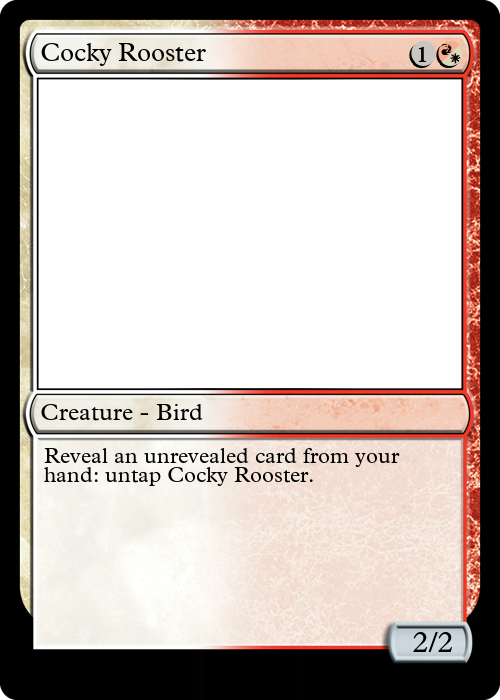 Cocky Rooster 1
Creature - Bird
Reveal an unrevealed card from your
hand: untap Cocky Rooster.
2/2